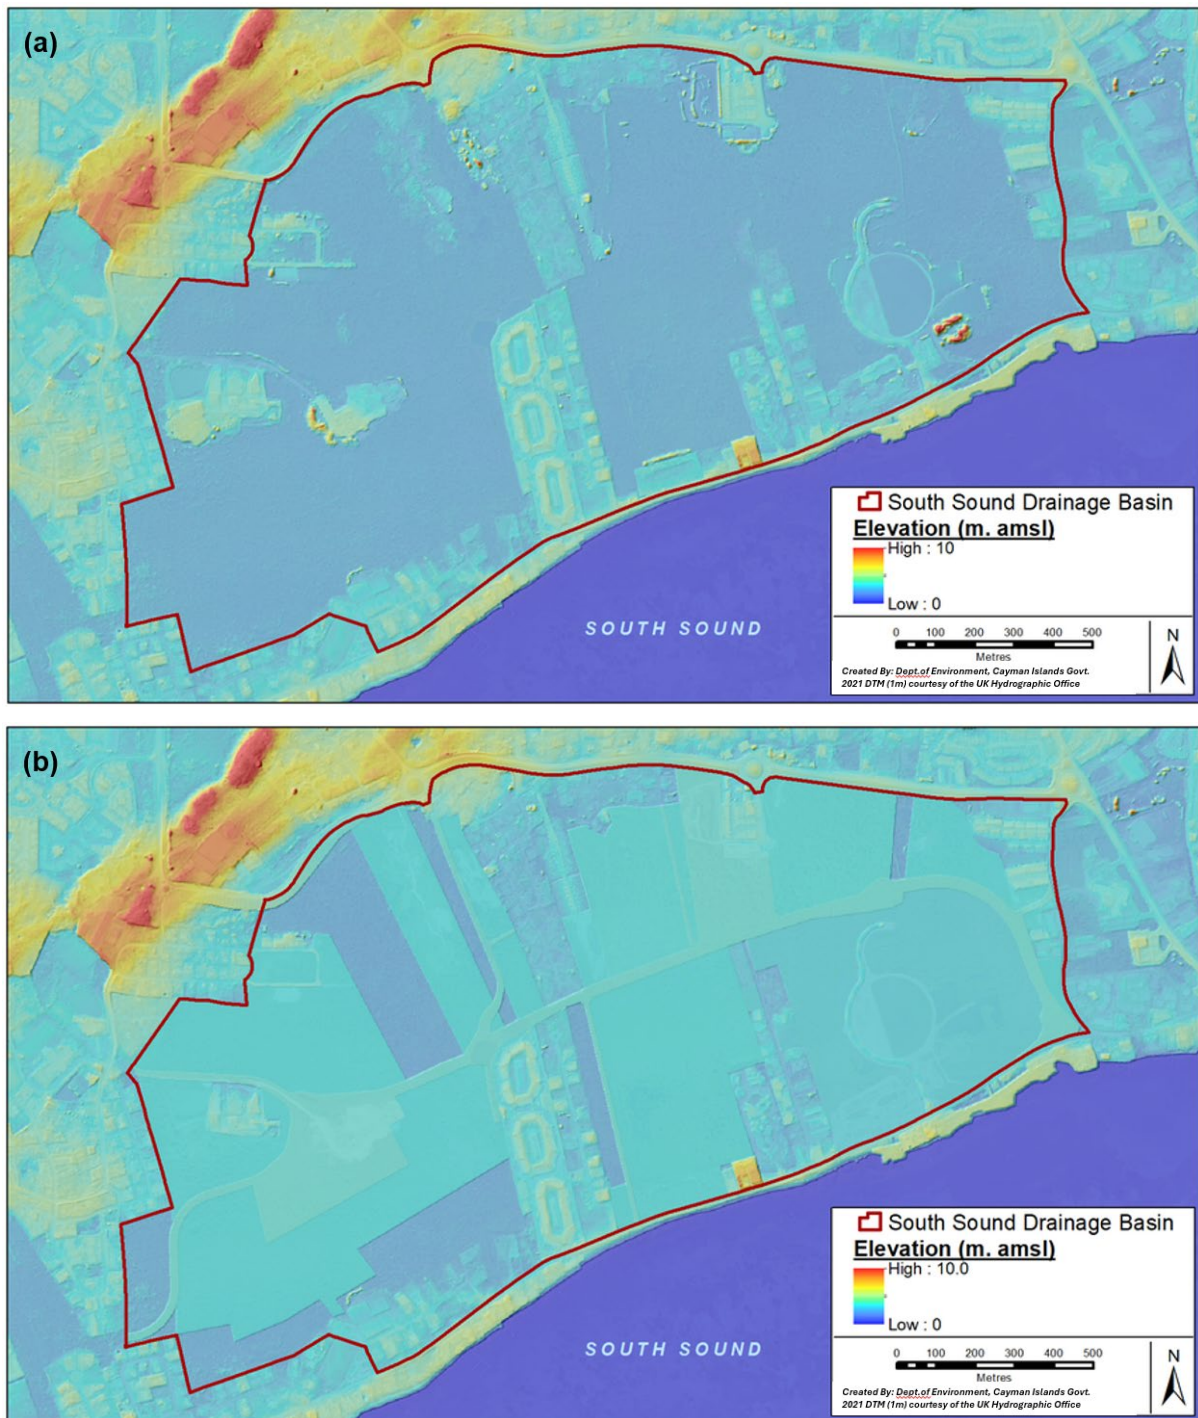 (a)
South Sound Drainage Basin
Elevation (m. amsl)
High : 10
Low : 0
SOUTH SOUND
0 100 200 300 400 500
Metres
N
Created By: Dept.of Environment, Cayman Islands Govt.
2021 DTM (1m) courtesy of the UK Hydrographic Office
(b)
South Sound Drainage Basin
Elevation (m. amsl)
High : 10.0
Low : 0
SOUTH SOUND
0 100 200 300 400 500
Metres
N
Created By: Dept.of Environment, Cayman Islands Govt.
2021 DTM (1m) courtesy of the UK Hydrographic Office